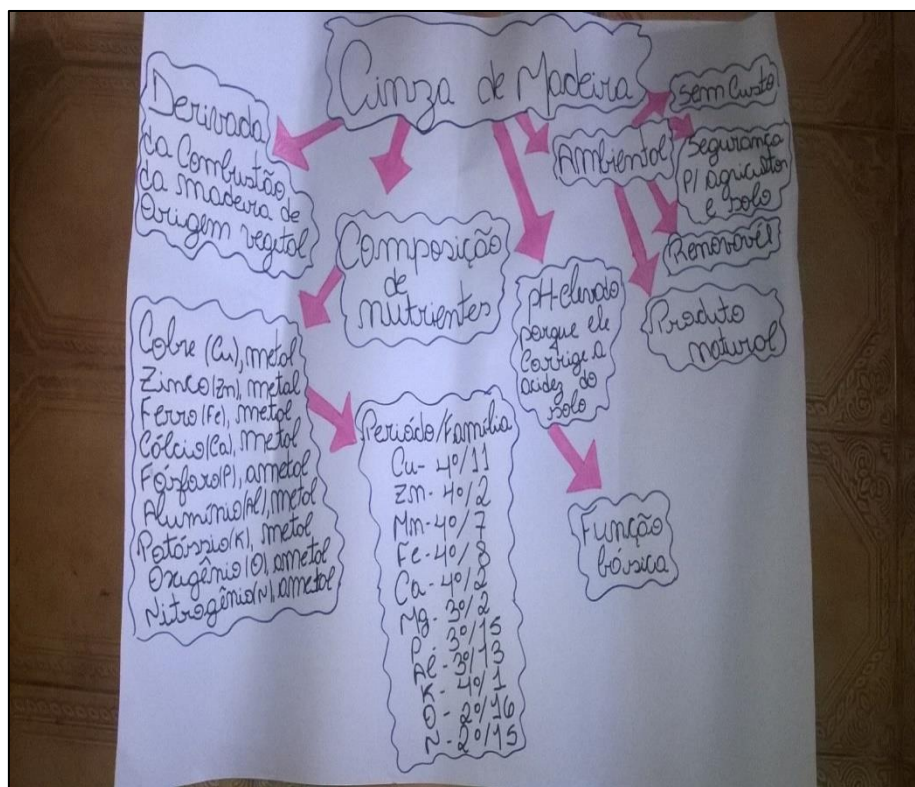 Cinza de Madeira
Derivada
da Combustão
da madeira de
Origem vegetal
Composição
de
nutrientes
Cobre (Cu), metal
Zinco (Zn), metal
Ferro (Fe), metal
Cálcio (Ca), metal
Fósforo (P), ametal
Alumínio (Al), metal
Potássio (K), metal
Oxigênio (O), ametal
Nitrogênio (N), ametal
Período/Família
Cu - 4º/11
Zn - 4º/2
Mn - 4º/7
Fe - 4º/8
Ca - 4º/2
Mg - 3º/2
P - 3º/15
Al - 3º/13
K - 4º/1
O - 2º/16
N - 2º/15
pH-elevado
porque ele
Corrige a
acidez do
solo
Função
básica
Ambiental
Sem Custo
Segurança
P/ agricultor
e solo
Renovavél
Produto
natural